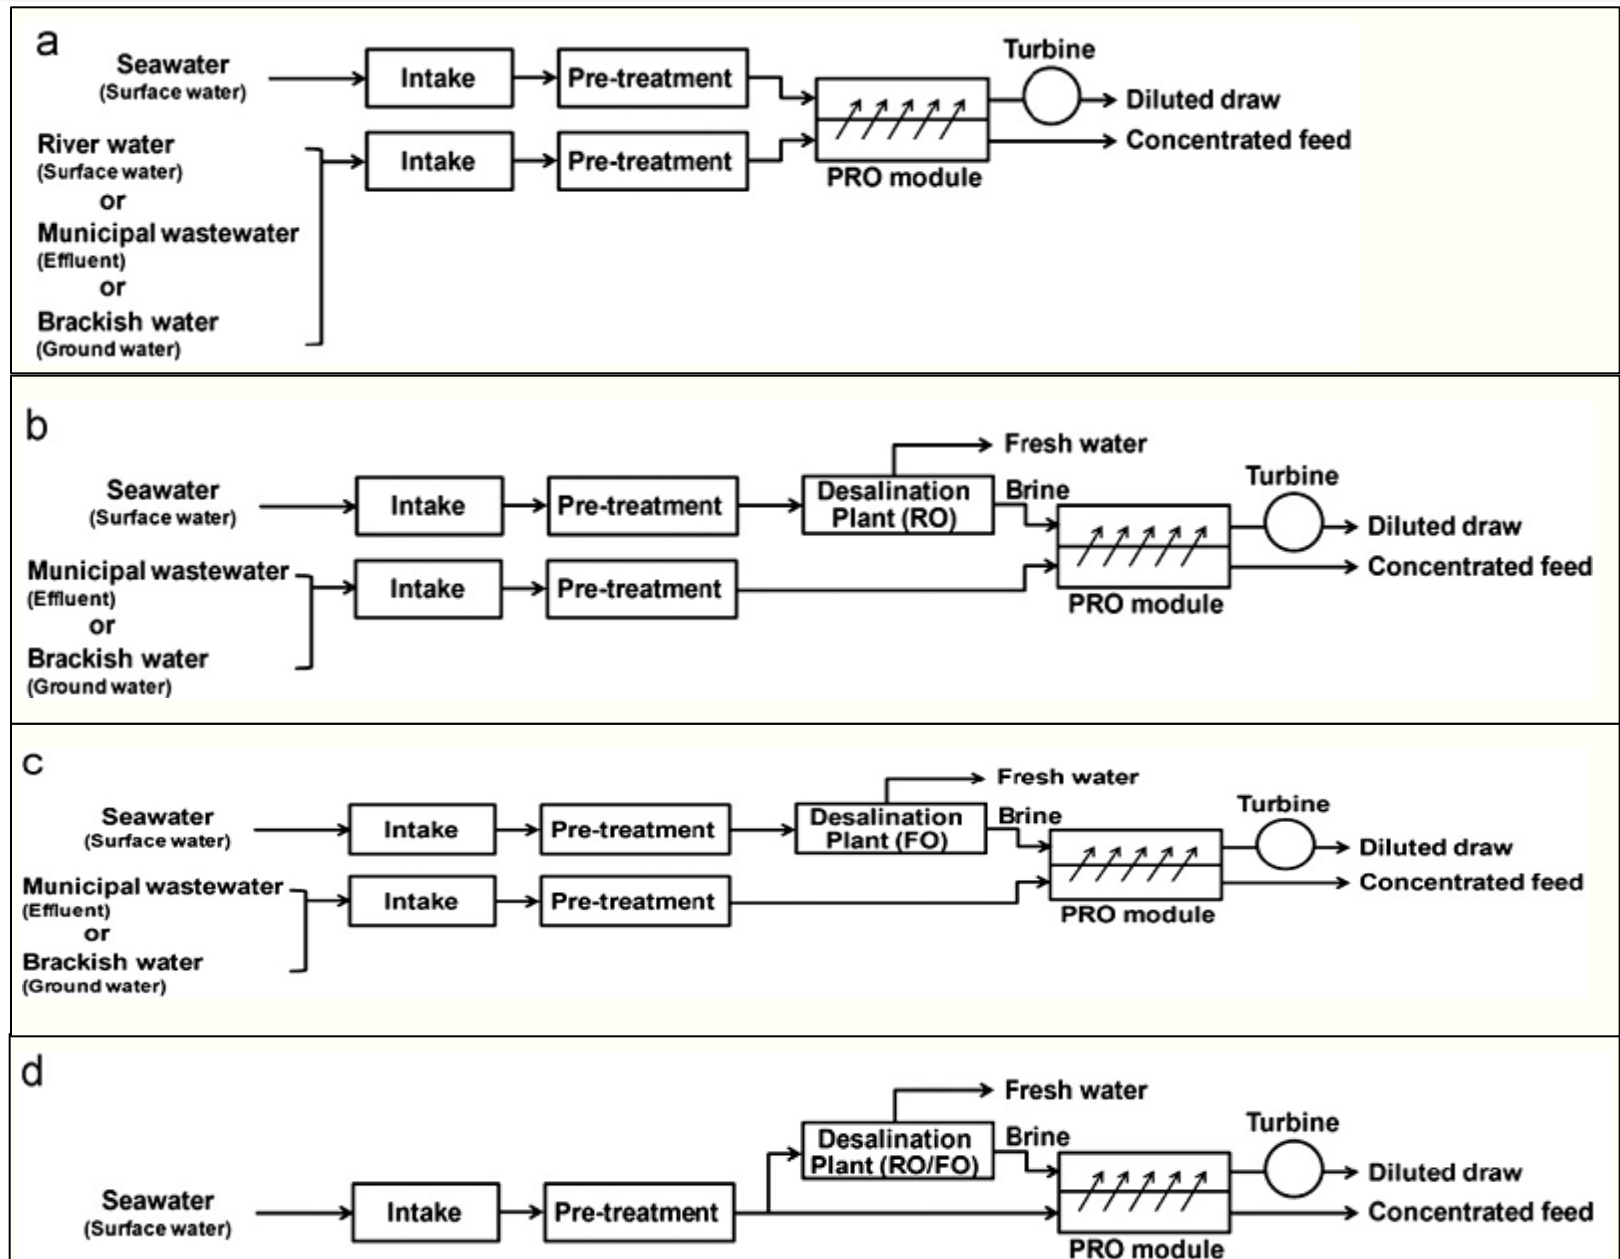 a
Turbine
Seawater
(Surface water)
Intake
Pre-treatment
Diluted draw
River water
(Surface water)
Intake
Pre-treatment
Concentrated feed
PRO module
or
Municipal wastewater
(Effluent)
or
Brackish water
(Ground water)
b
Fresh water
Turbine
Seawater
(Surface water)
Intake
Pre-treatment
Desalination
Plant (RO)
Brine
Diluted draw
Municipal wastewater
(Effluent)
Intake
Pre-treatment
Concentrated feed
PRO module
or
Brackish water
(Ground water)
c
Fresh water
Turbine
Seawater
(Surface water)
Intake
Pre-treatment
Desalination
Plant (FO)
Brine
Diluted draw
Municipal wastewater
(Effluent)
Intake
Pre-treatment
Concentrated feed
PRO module
or
Brackish water
(Ground water)
d
Fresh water
Turbine
Desalination
Plant (RO/FO)
Brine
Diluted draw
Seawater
(Surface water)
Intake
Pre-treatment
Concentrated feed
PRO module